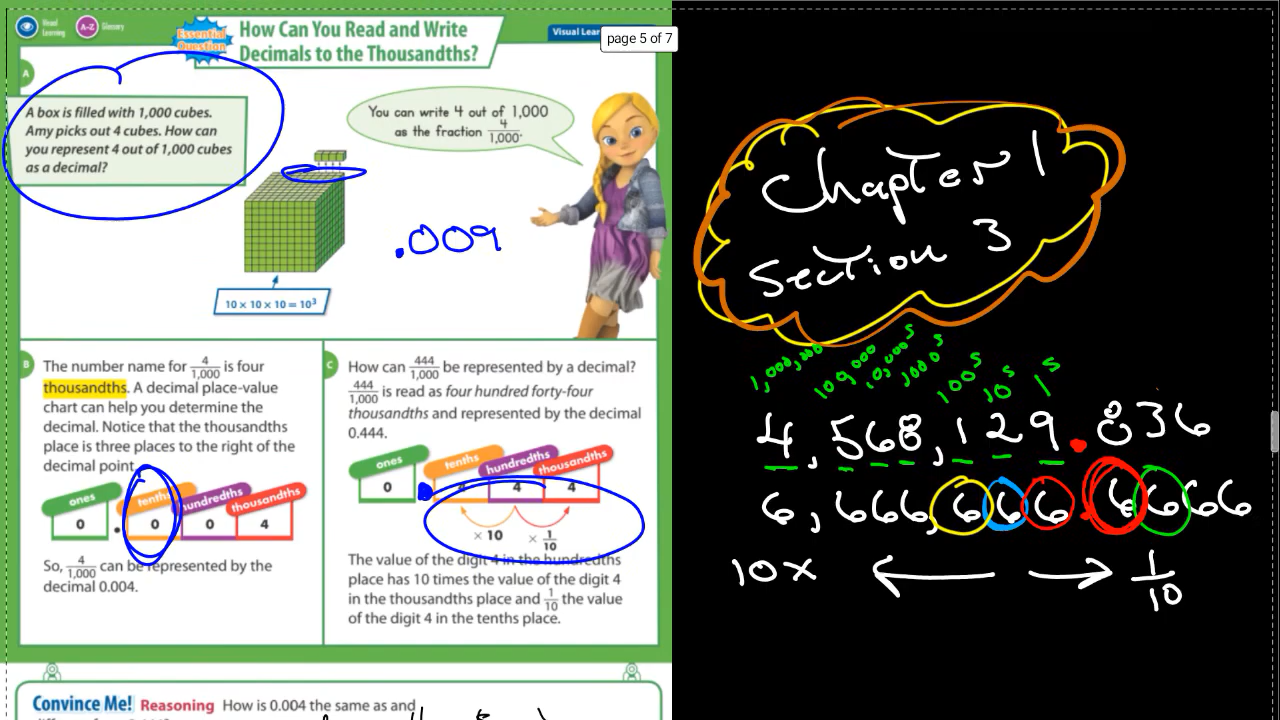 Visual
Learning
A-Z
Glossary
Essential
Question
How Can You Read and Write
Decimals to the Thousandths?
Visual Lear
page 5 of 7
A
A box is filled with 1,000 cubes.
Amy picks out 4 cubes. How can
you represent 4 out of 1,000 cubes
as a decimal?
You can write 4 out of 1,000
as the fraction 4/1,000.
.009
10 × 10 × 10 = 10³
B
The number name for 4/1,000 is four
thousandths. A decimal place-value
chart can help you determine the
decimal. Notice that the thousandths
place is three places to the right of the
decimal point.
ones tenths hundredths thousandths
0 . 0 0 4
So, 4/1,000 can be represented by the
decimal 0.004.
C
How can 444/1,000 be represented by a decimal?
444/1,000 is read as four hundred forty-four
thousandths and represented by the decimal
0.444.
ones tenths hundredths thousandths
0 . 4 4 4
× 10 × 1/10
The value of the digit 4 in the hundredths
place has 10 times the value of the digit 4
in the thousandths place and 1/10 the value
of the digit 4 in the tenths place.
Convince Me! Reasoning How is 0.004 the same as and
Chapter 1
Section 3
1,000,000 100,000 10,000s 1000s 100s 10s 1s
4,568,129.836
6,666,666.6666
10x 1/10